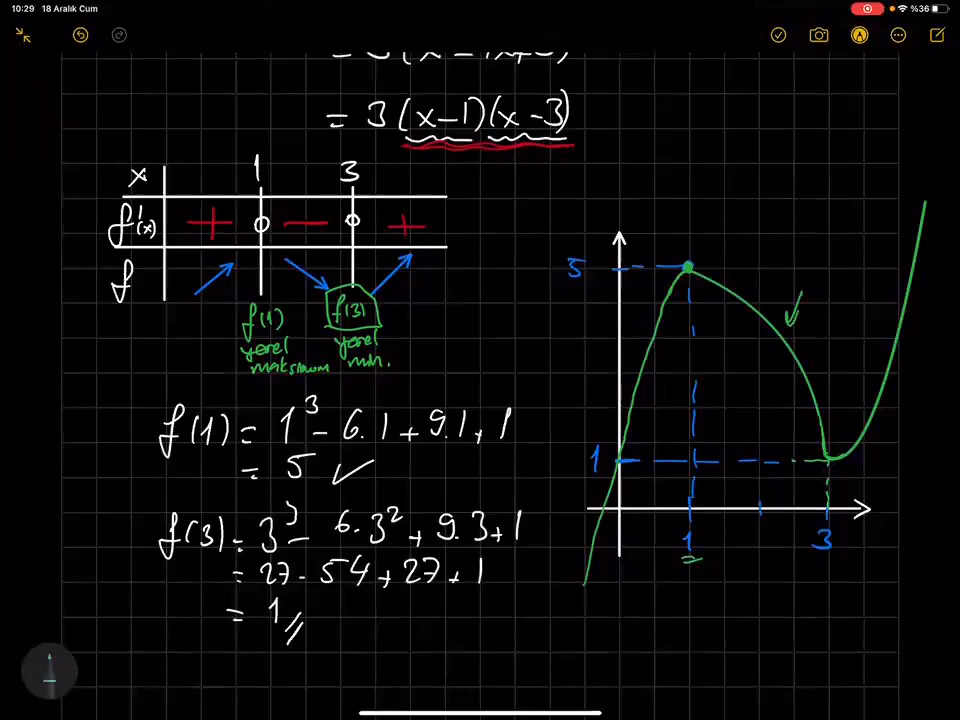 10:29 18 Aralık Cum
%36
= 3(x-1)(x-3)
x 1 3
f'(x) + 0 - 0 +
f
f(1)
yerel
maksimum
f(3)
yerel
min.
f(1) = 1³ - 6.1 + 9.1 + 1
= 5 ✓
f(3) = 3³ - 6.3² + 9.3 + 1
= 27 - 54 + 27 + 1
= 1 //
5
1
1
3